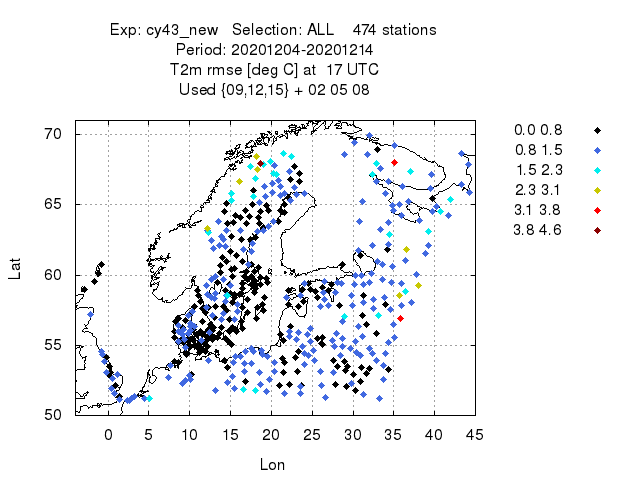 Exp: cy43_new   Selection: ALL    474 stations
Period: 20201204-20201214
T2m rmse [deg C] at  17 UTC
Used {09,12,15} + 02 05 08
0.0 0.8
0.8 1.5
1.5 2.3
2.3 3.1
3.1 3.8
3.8 4.6
70
65
60
55
50
Lat
0 5 10 15 20 25 30 35 40 45
Lon